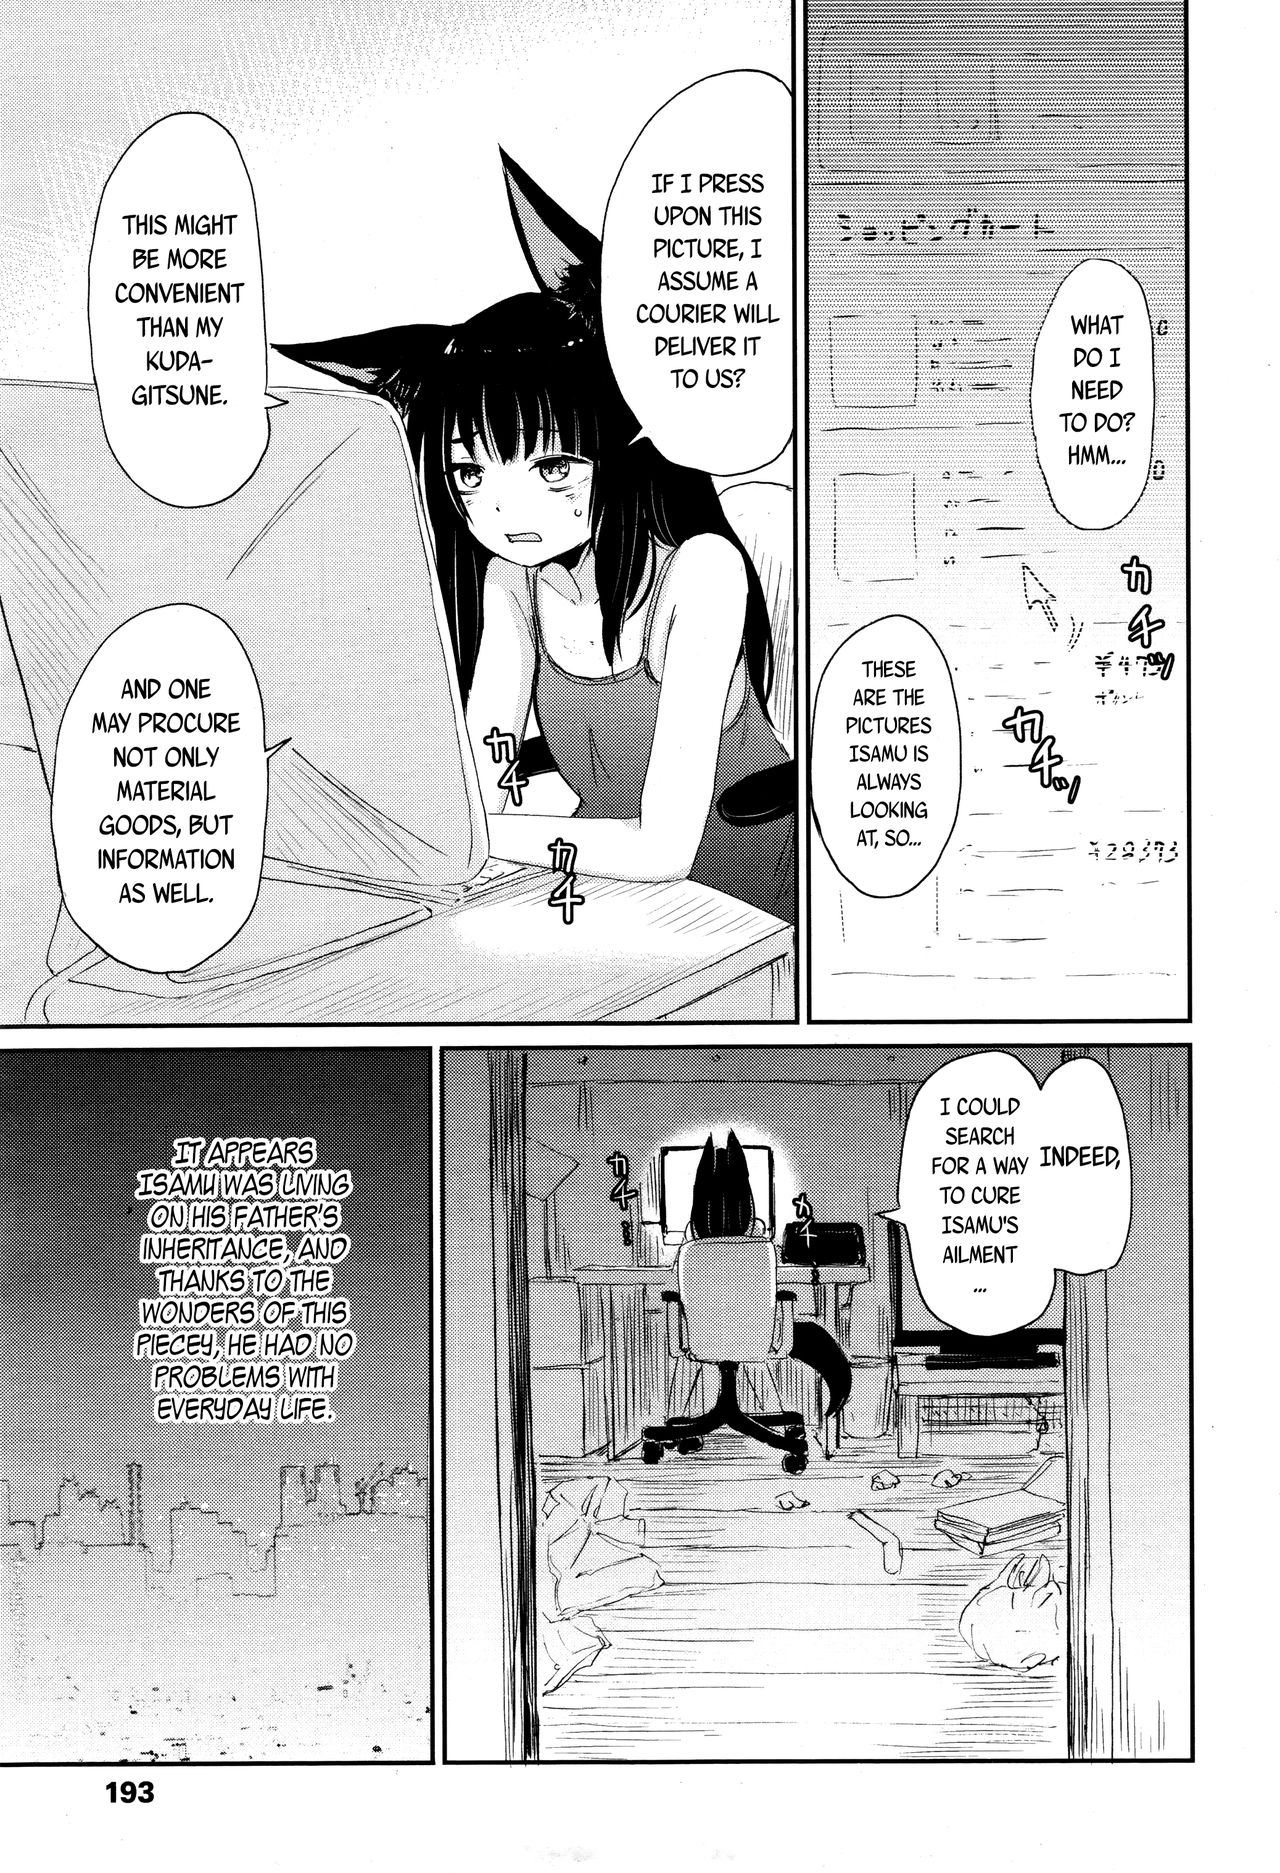 ショッピングカート
WHAT
DO I
NEED
TO DO?
HMM...
カチッ
¥
カチッ
THESE
ARE THE
PICTURES
ISAMU IS
ALWAYS
LOOKING
AT, SO...
¥28373
IF I PRESS
UPON THIS
PICTURE, I
ASSUME A
COURIER WILL
DELIVER IT
TO US?
THIS MIGHT
BE MORE
CONVENIENT
THAN MY
KUDA-
GITSUNE.
カチ
カチ
AND ONE
MAY PROCURE
NOT ONLY
MATERIAL
GOODS, BUT
INFORMATION
AS WELL.
INDEED,
I COULD
SEARCH
FOR A WAY
TO CURE
ISAMU'S
AILMENT
...
カチ
カチ
IT APPEARS
ISAMU WAS LIVING
ON HIS FATHER'S
INHERITANCE, AND
THANKS TO THE
WONDERS OF THIS
PIECEY, HE HAD NO
PROBLEMS WITH
EVERYDAY LIFE.
193